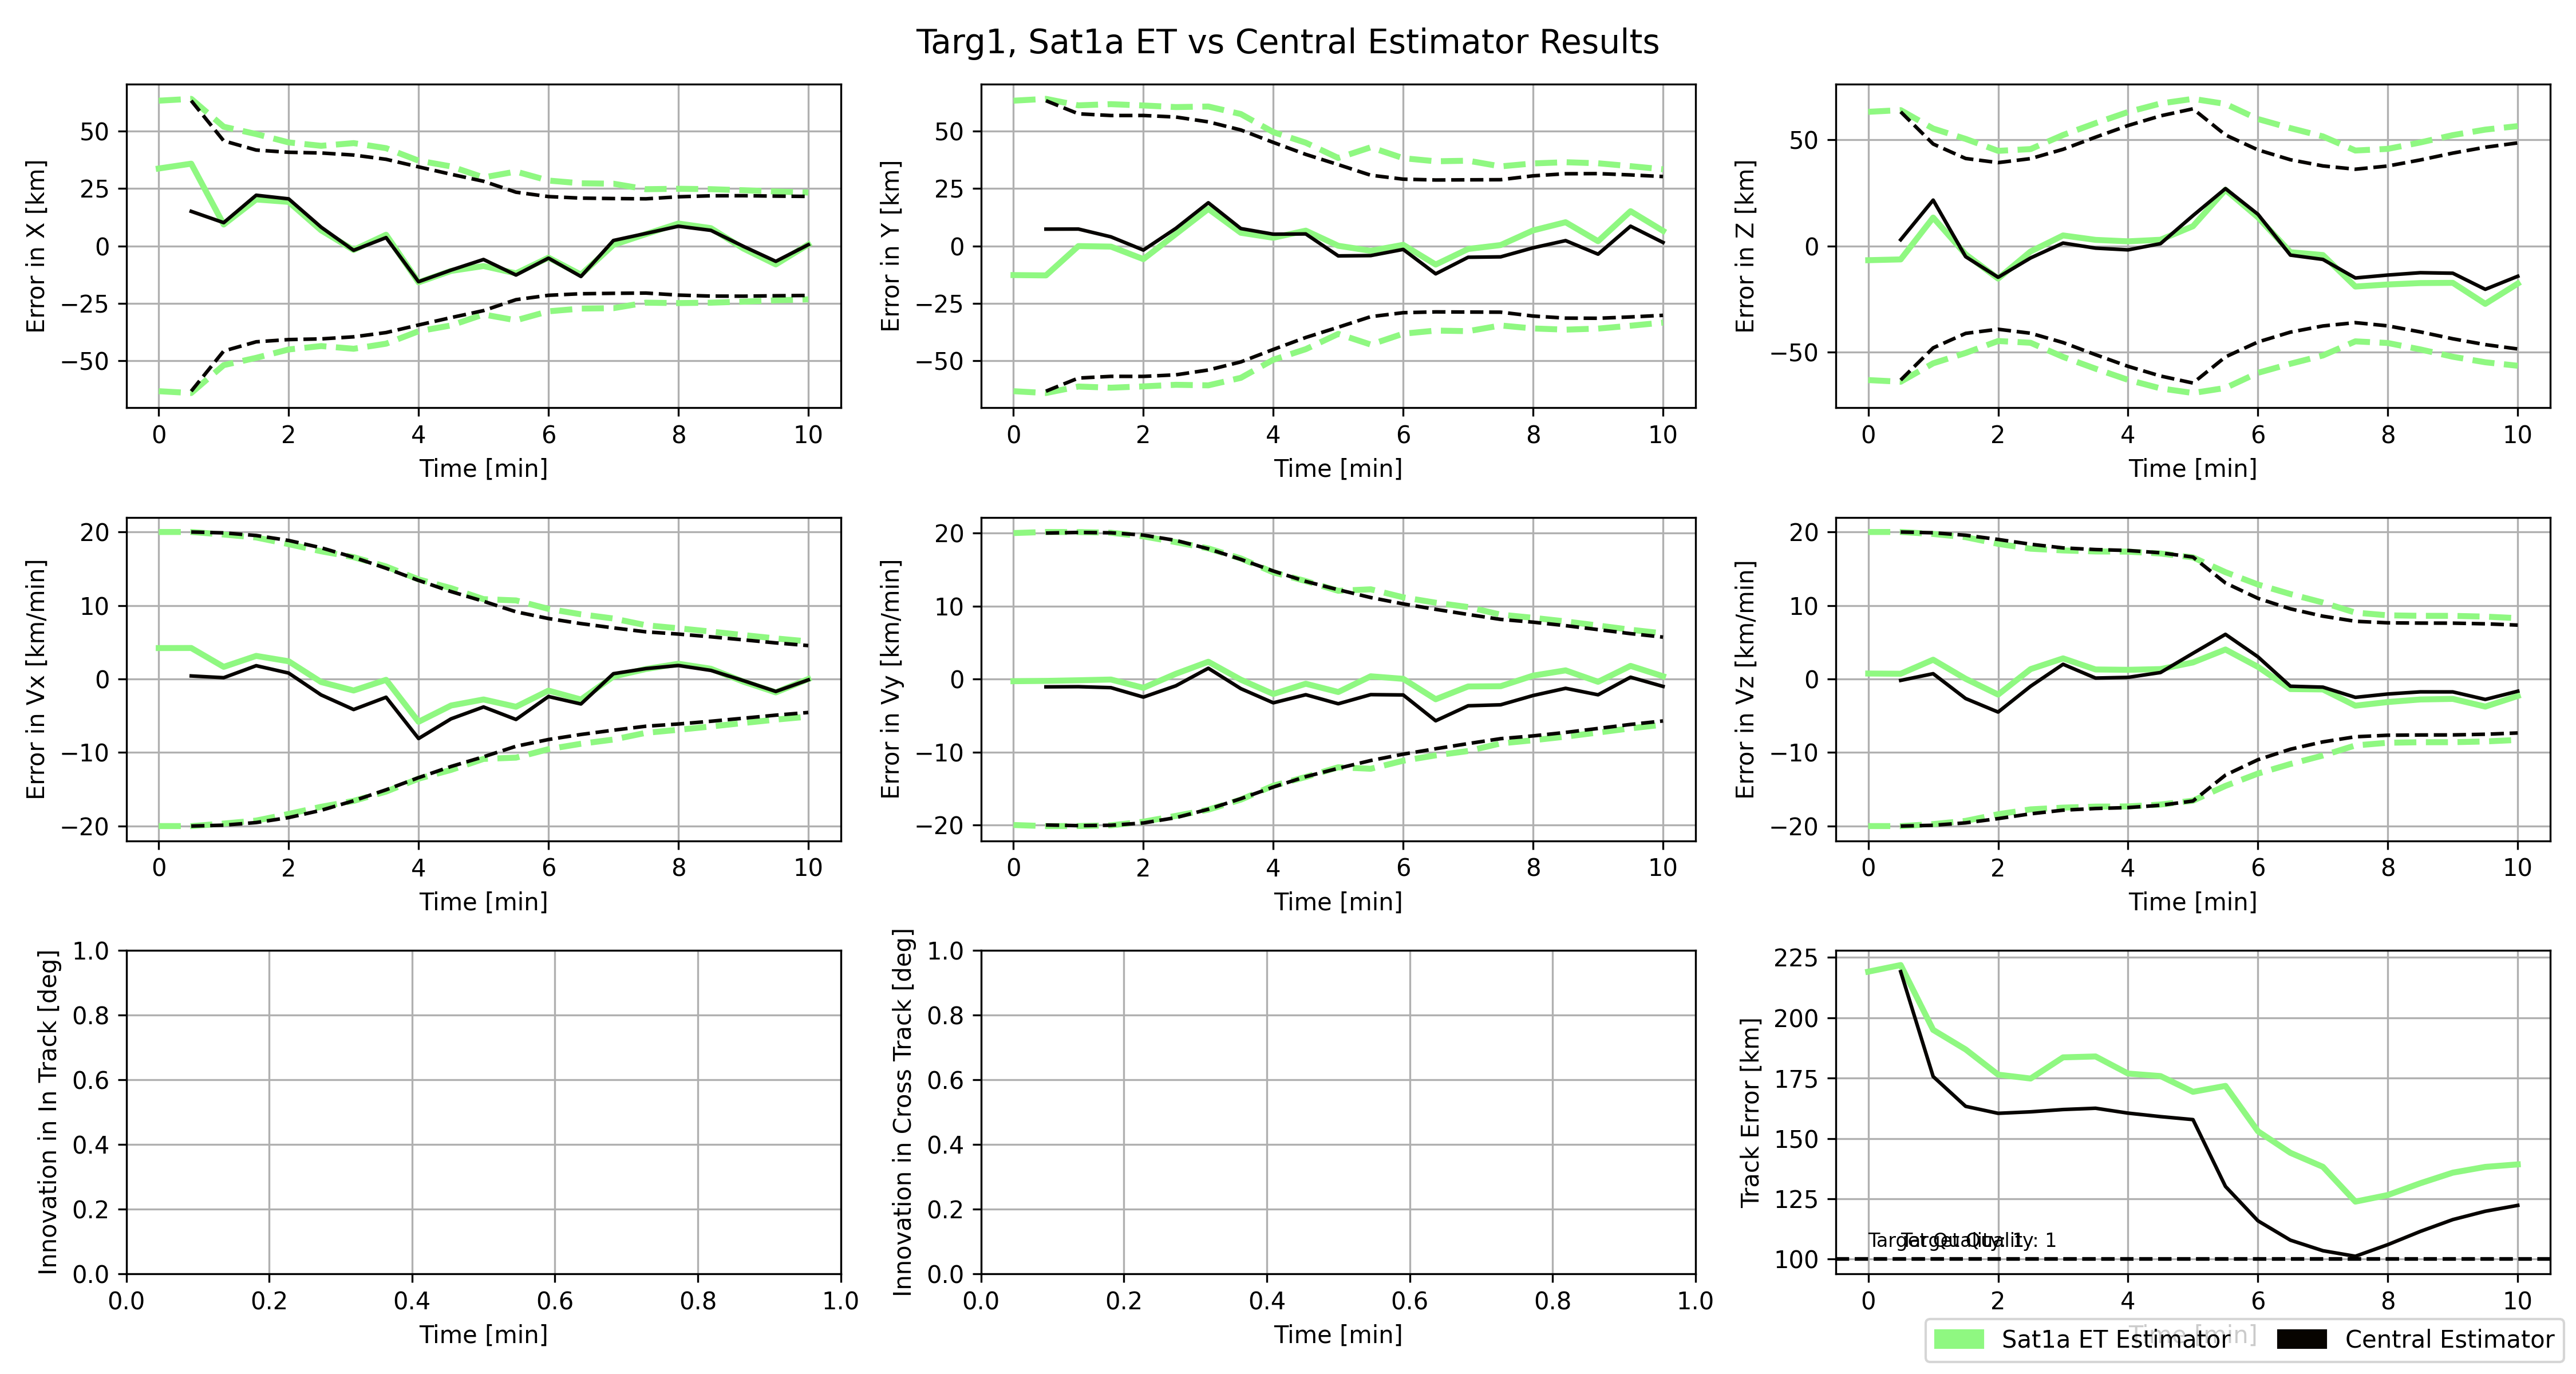 Targ1, Sat1a ET vs Central Estimator Results
Error in X [km]
50
25
0
−25
−50
0 2 4 6 8 10
Time [min]
Error in Y [km]
50
25
0
−25
−50
0 2 4 6 8 10
Time [min]
Error in Z [km]
50
0
−50
0 2 4 6 8 10
Time [min]
Error in Vx [km/min]
20
10
0
−10
−20
0 2 4 6 8 10
Time [min]
Error in Vy [km/min]
20
10
0
−10
−20
0 2 4 6 8 10
Time [min]
Error in Vz [km/min]
20
10
0
−10
−20
0 2 4 6 8 10
Time [min]
Innovation in In Track [deg]
1.0
0.8
0.6
0.4
0.2
0.0
0.0 0.2 0.4 0.6 0.8 1.0
Time [min]
Innovation in Cross Track [deg]
1.0
0.8
0.6
0.4
0.2
0.0
0.0 0.2 0.4 0.6 0.8 1.0
Time [min]
Track Error [km]
225
200
175
150
125
100
Target Quality: 1
Target Quality: 1
0 2 4 6 8 10
Time [min]
Sat1a ET Estimator
Central Estimator